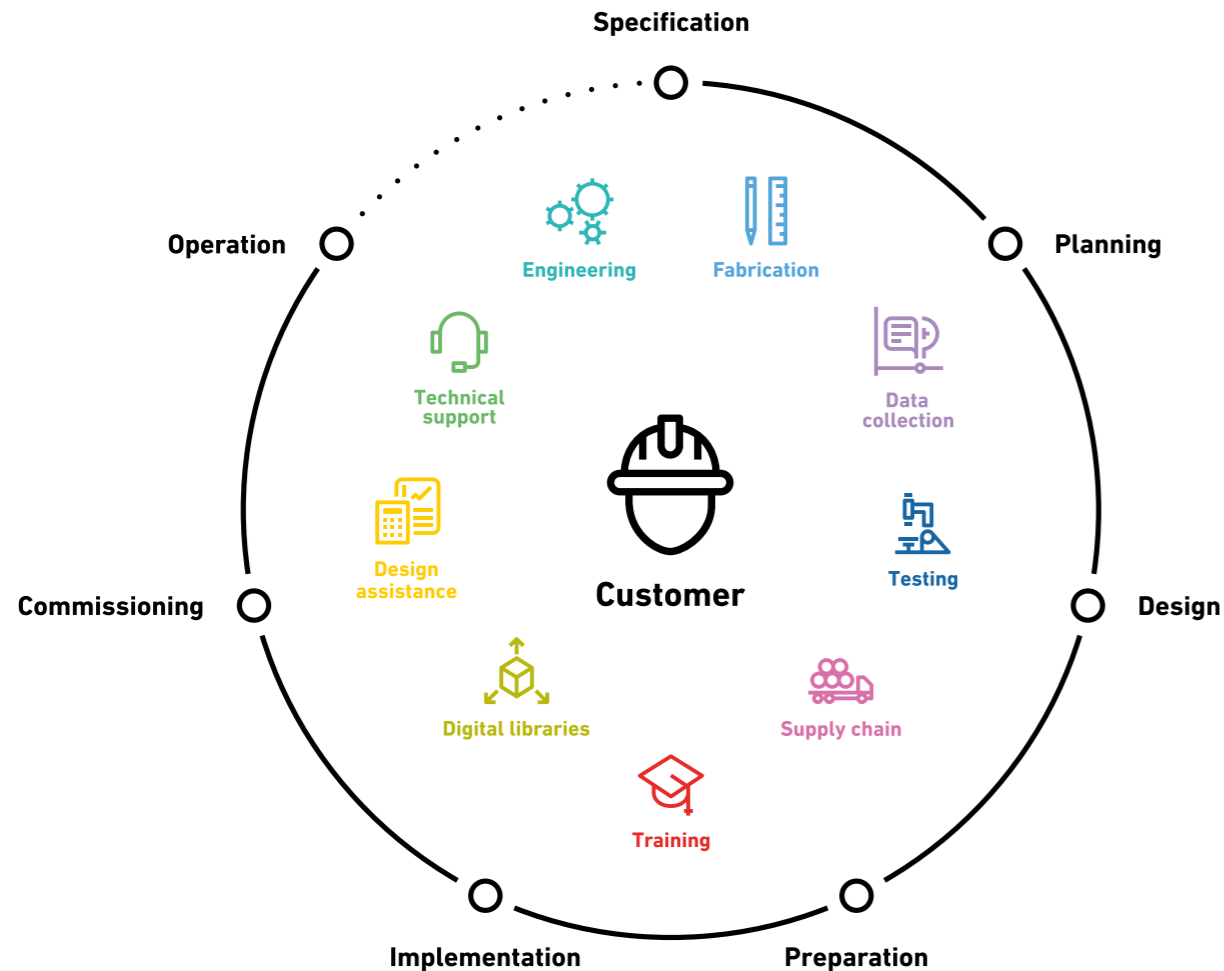 Specification
Operation
Planning
Engineering
Fabrication
Technical
support
Data
collection
Design
assistance
Customer
Testing
Commissioning
Design
Digital libraries
Supply chain
Training
Implementation
Preparation